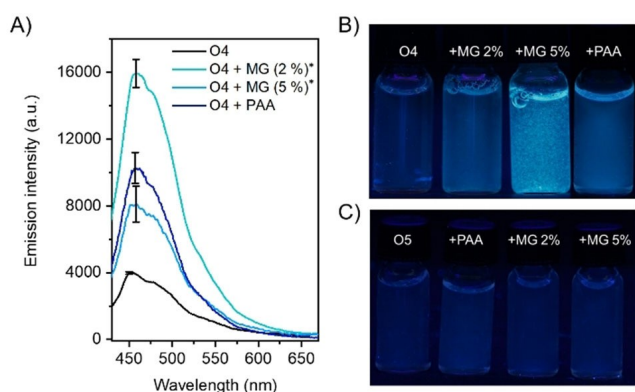 A)
Emission intensity (a.u.)
16000
12000
8000
4000
0
450 500 550 600 650
Wavelength (nm)
O4
O4 + MG (2 %)*
O4 + MG (5 %)*
O4 + PAA
B)
O4 +MG 2% +MG 5% +PAA
C)
O5 +PAA +MG 2% +MG 5%